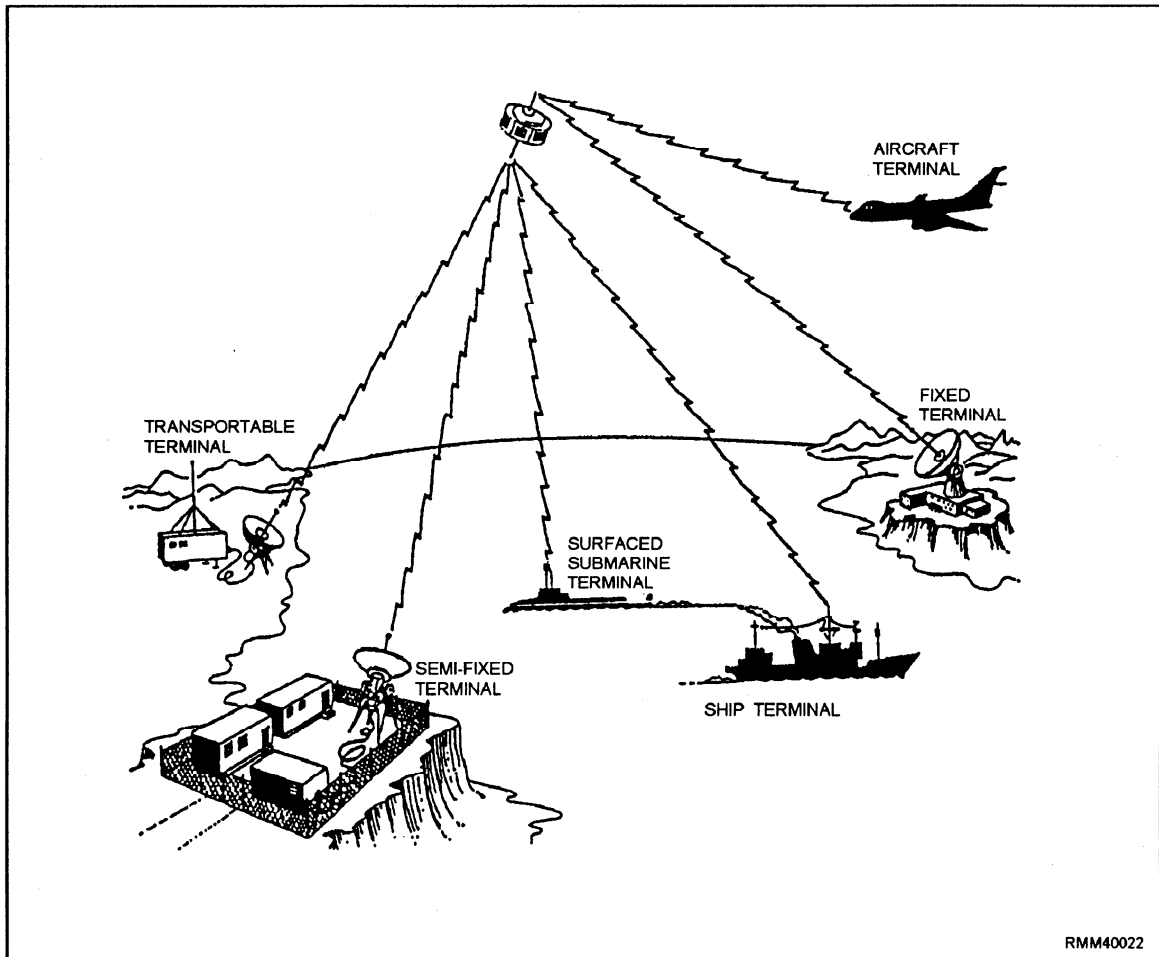 AIRCRAFT
TERMINAL
FIXED
TERMINAL
TRANSPORTABLE
TERMINAL
SURFACED
SUBMARINE
TERMINAL
SEMI-FIXED
TERMINAL
SHIP TERMINAL
RMM40022